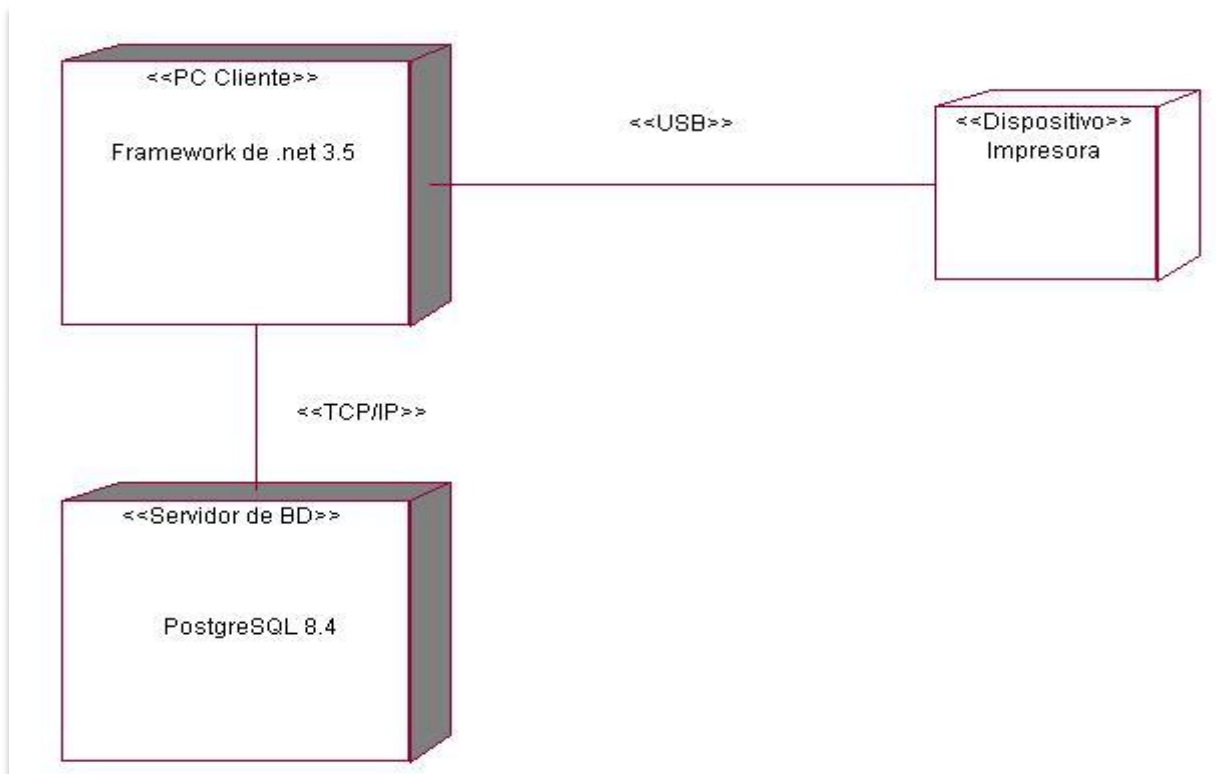 <<PC Cliente>>
Framework de .net 3.5
<<USB>>
<<Dispositivo>>
Impresora
<<TCP/IP>>
<<Servidor de BD>>
PostgreSQL 8.4